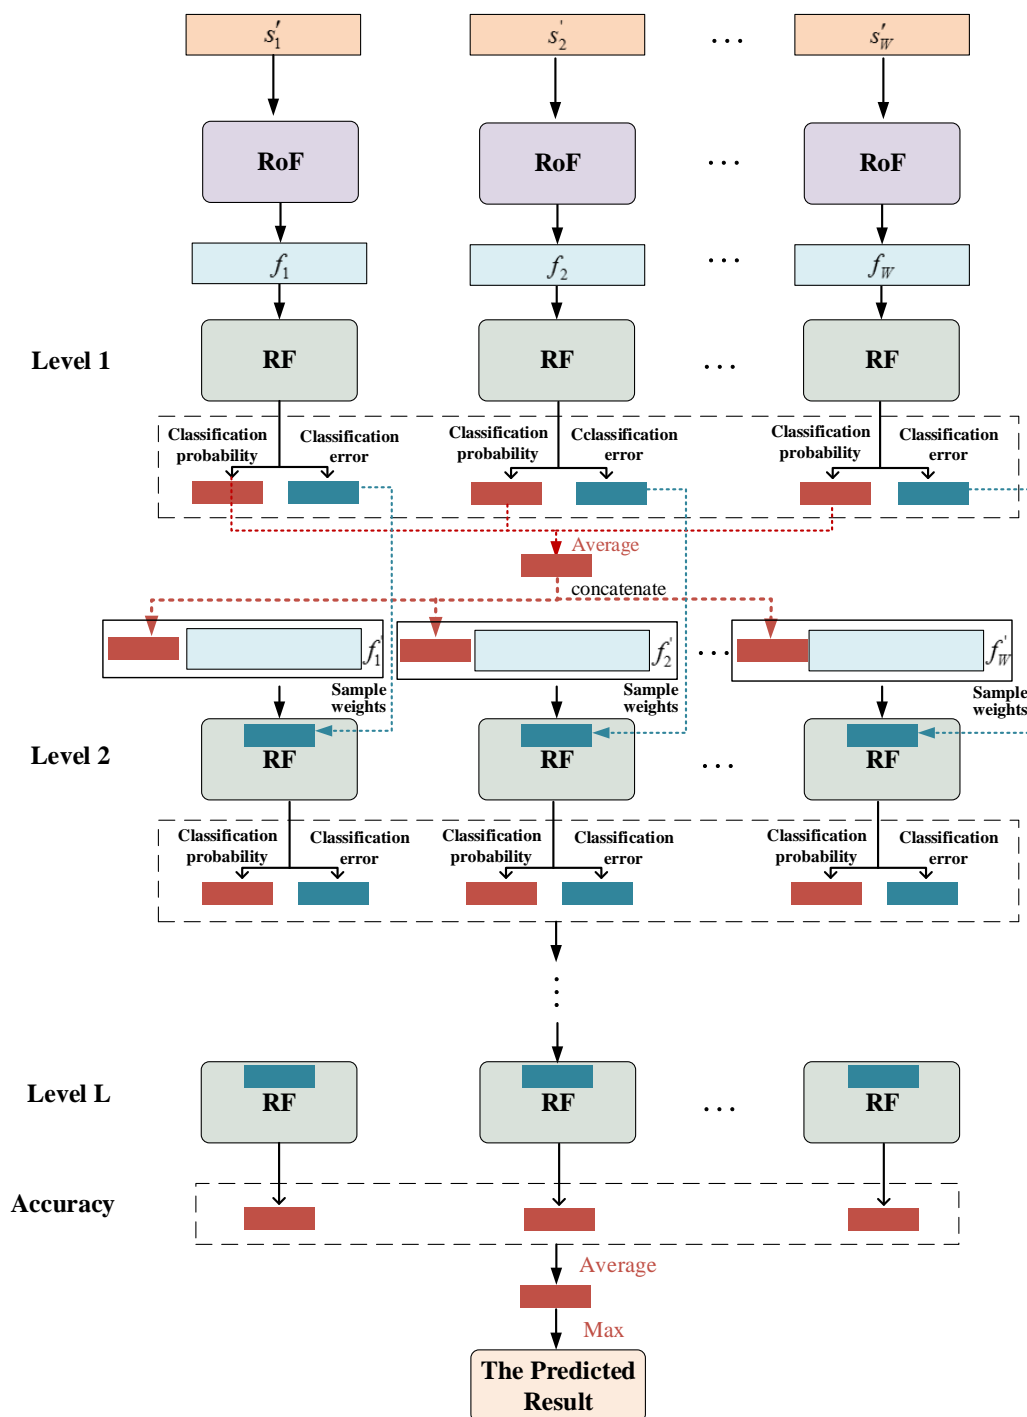 s′1 s'2 ... s′W
RoF RoF ... RoF
f1 f2 ... fW
Level 1 RF RF ... RF
Classification probability Classification error Classification probability Cclassification error Classification probability Classification error
Average
concatenate
f'1 f'2 ... f'W
Sample weights Sample weights Sample weights
Level 2 RF RF ... RF
Classification probability Classification error Classification probability Classification error Classification probability Classification error
⋮
Level L RF RF ... RF
Accuracy
Average
Max
The Predicted
Result